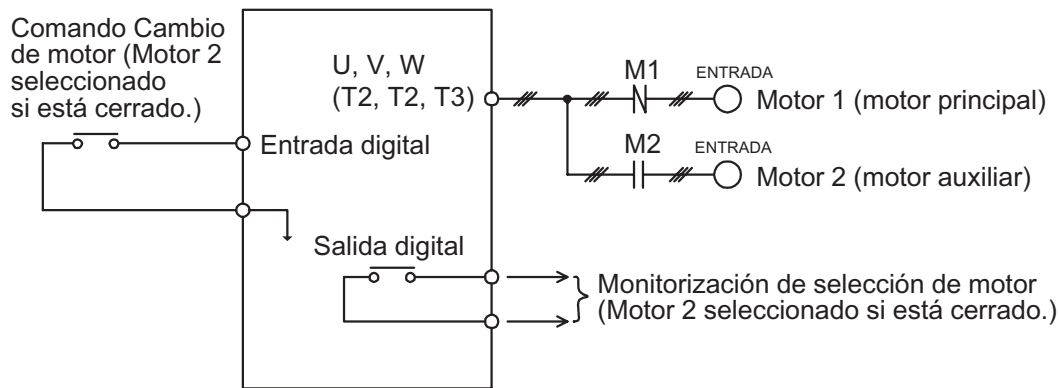 Comando Cambio
de motor (Motor 2
seleccionado
si está cerrado.)
U, V, W
(T2, T2, T3)
Entrada digital
Salida digital
M1
ENTRADA
Motor 1 (motor principal)
M2
ENTRADA
Motor 2 (motor auxiliar)
Monitorización de selección de motor
(Motor 2 seleccionado si está cerrado.)